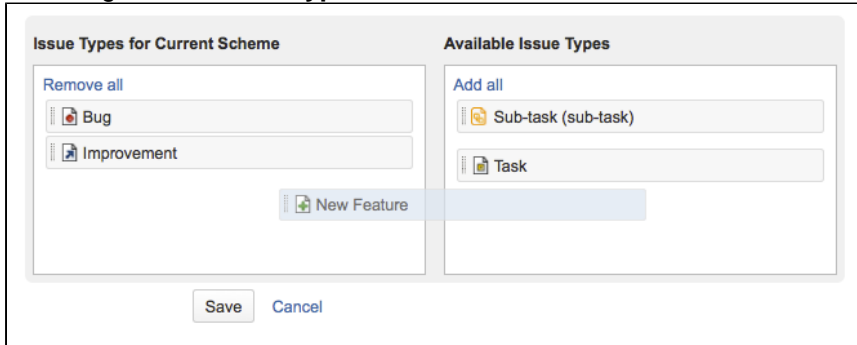 Issue Types for Current Scheme
Available Issue Types
Remove all
Add all
Bug
Sub-task (sub-task)
Improvement
Task
New Feature
Save
Cancel